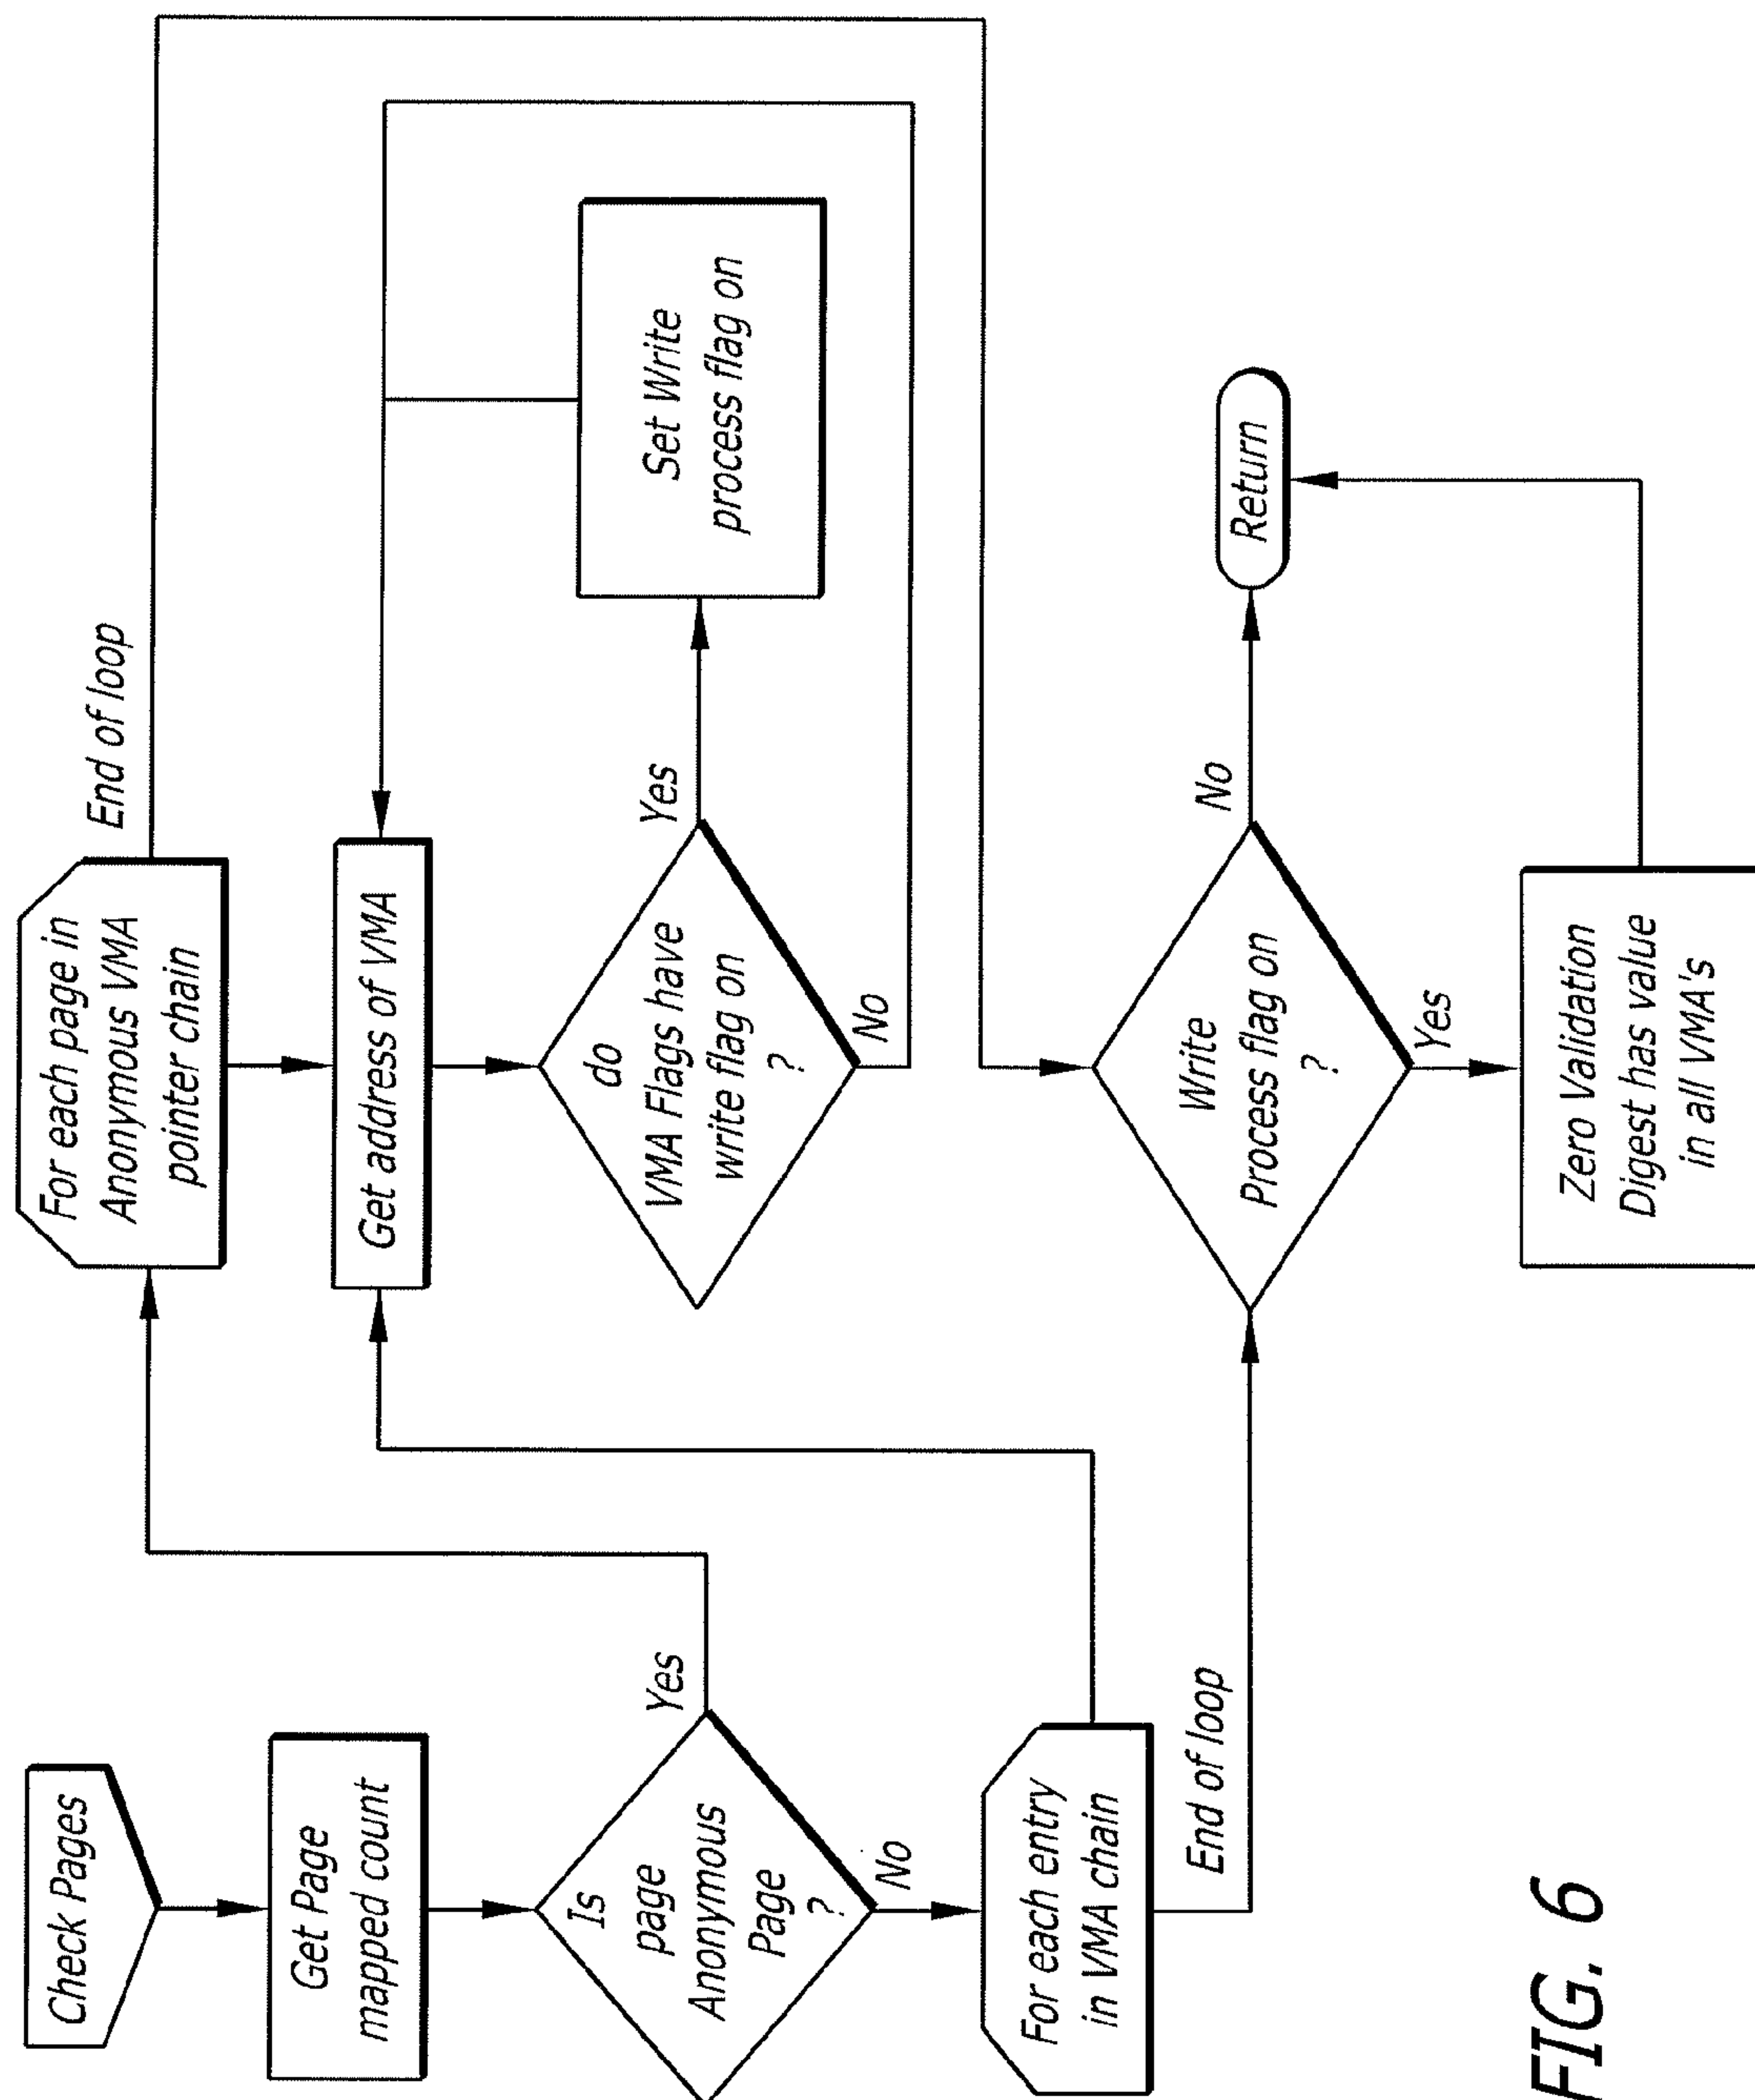 Check Pages
Get Page
mapped count
Is
page
Anonymous
Page
?
Yes
No
For each entry
in VMA chain
End of loop
For each page in
Anonymous VMA
pointer chain
End of loop
Get address of VMA
do
VMA Flags have
write flag on
?
Yes
No
Set Write
process flag on
Write
Process flag on
?
No
Yes
Return
Zero Validation
Digest has value
in all VMA's
FIG. 6